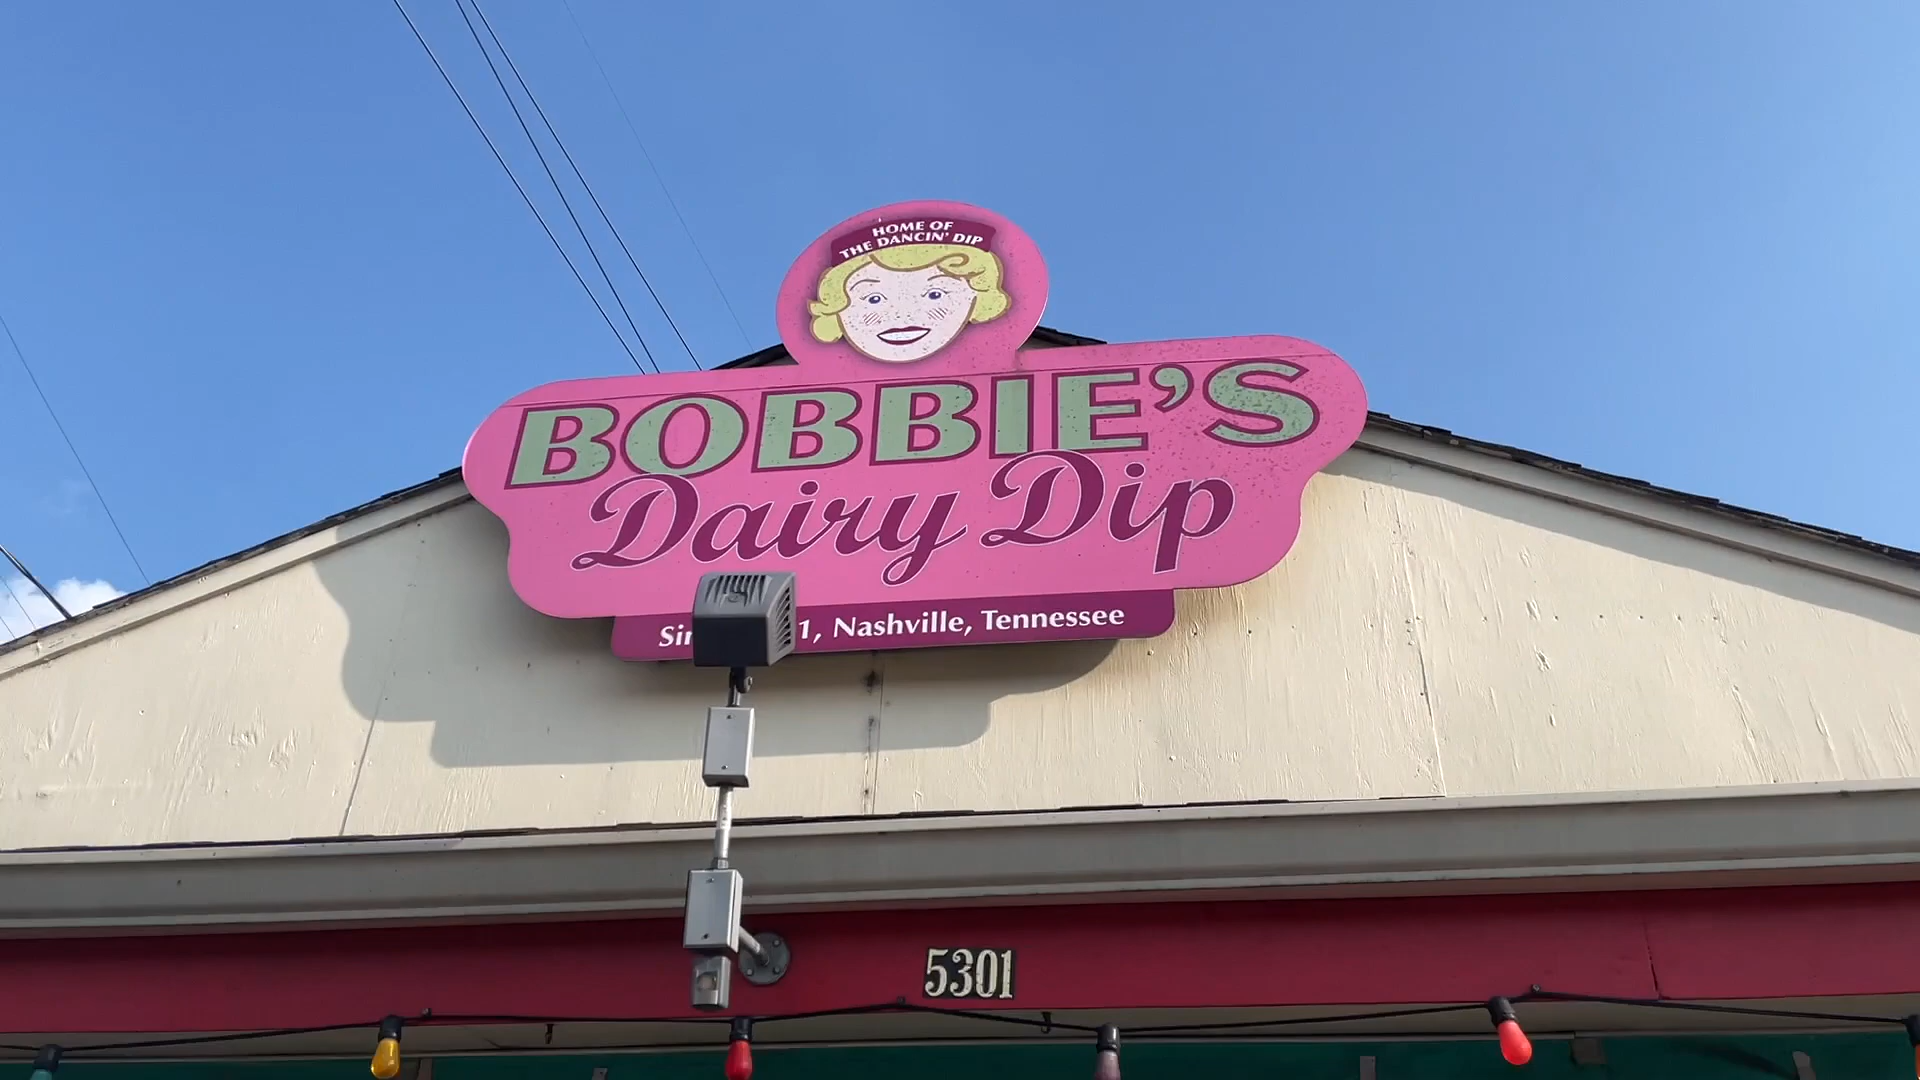 HOME OF
THE DANCIN' DIP
BOBBIE'S
Dairy Dip
1, Nashville, Tennessee
5301